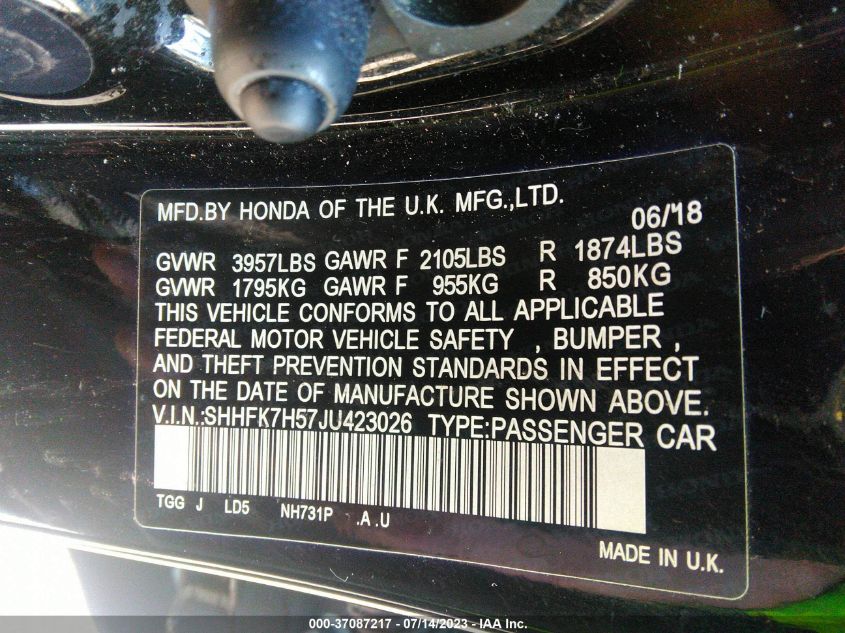 MFD.BY HONDA OF THE U.K. MFG.,LTD.
06/18
GVWR 3957LBS GAWR F 2105LBS R 1874LBS
GVWR 1795KG GAWR F 955KG R 850KG
THIS VEHICLE CONFORMS TO ALL APPLICABLE
FEDERAL MOTOR VEHICLE SAFETY , BUMPER ,
AND THEFT PREVENTION STANDARDS IN EFFECT
ON THE DATE OF MANUFACTURE SHOWN ABOVE.
V.I.N.:SHHFK7H57JU423026 TYPE:PASSENGER CAR
TGG J LD5 NH731P .A .U
MADE IN U.K.
000-37087217 - 07/14/2023 - IAA Inc.